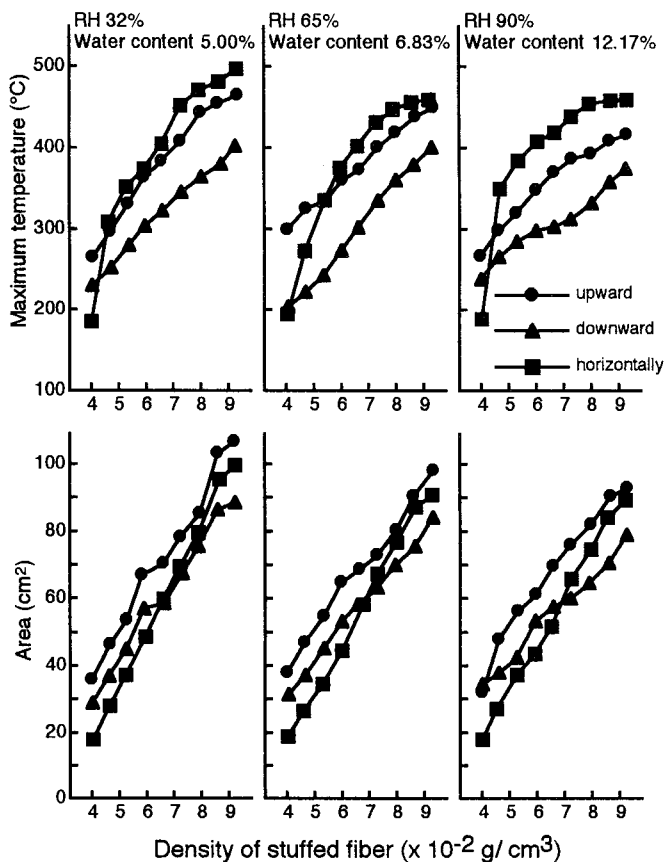 RH 32%
Water content 5.00%
RH 65%
Water content 6.83%
RH 90%
Water content 12.17%
Maximum temperature (°C)
500
400
300
200
100
upward
downward
horizontally
4 5 6 7 8 9
4 5 6 7 8 9
4 5 6 7 8 9
Area (cm²)
100
80
60
40
20
0
4 5 6 7 8 9
4 5 6 7 8 9
4 5 6 7 8 9
Density of stuffed fiber (x 10⁻² g/ cm³)